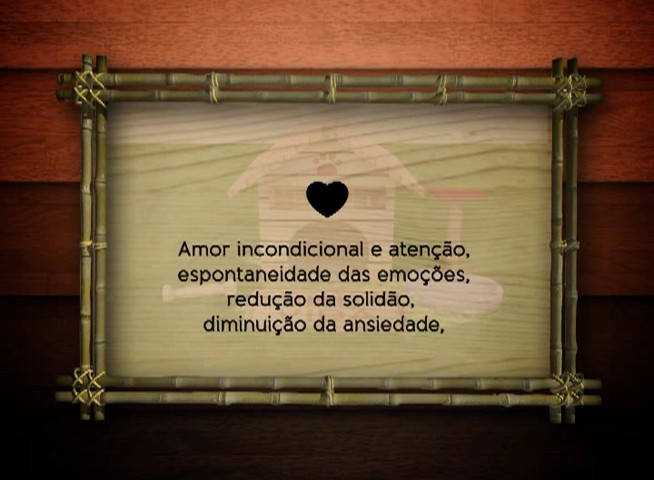 Amor incondicional e atenção,
espontaneidade das emoções,
redução da solidão,
diminuição da ansiedade,